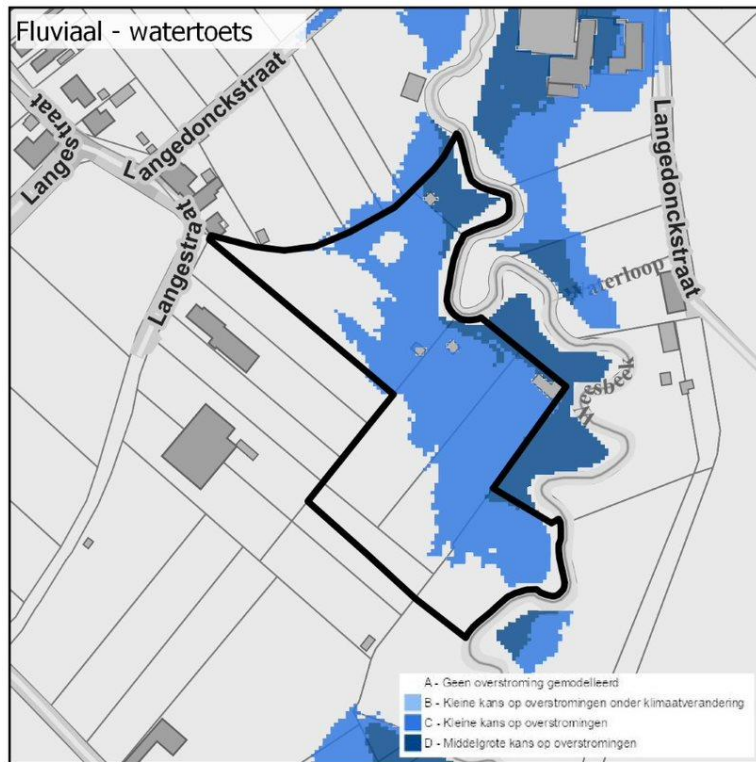 Fluviaal - watertoets
Langestraat
Langedonckstraat
Langestraat
Langedonckstraat
Waterloop
A - Geen overstroming gemodelleerd
B - Kleine kans op overstromingen onder klimaatverandering
C - Kleine kans op overstromingen
D - Middelgrote kans op overstromingen